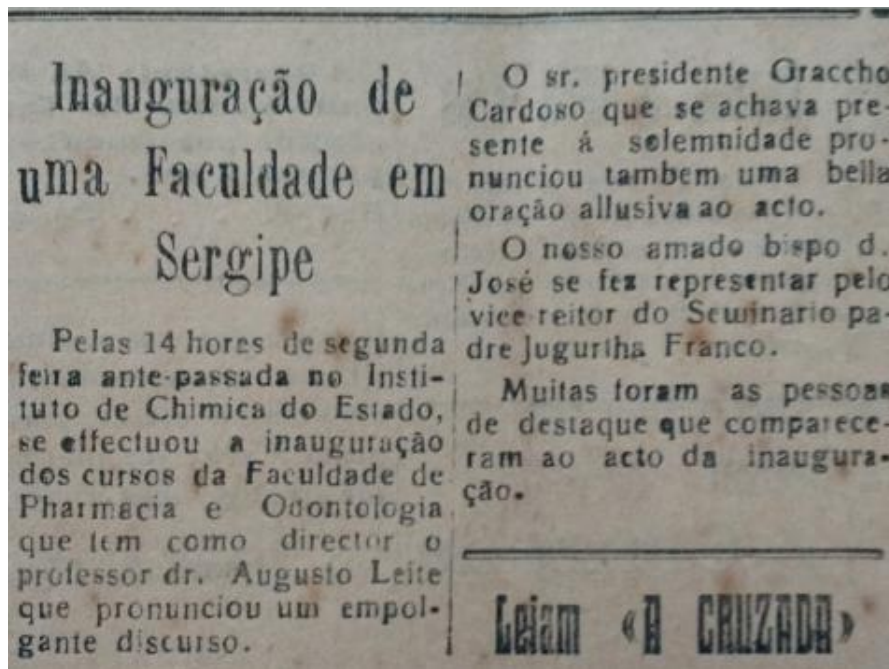 Inauguração de
uma Faculdade em
Sergipe
Pelas 14 hores de segunda
feira ante-passada no Insti-
tuto de Chimica do Estado,
se effectuou a inauguração
dos cursos da Faculdade de
Pharmacia e Odontologia
que tem como director o
professor dr. Augusto Leite
que pronunciou um empol-
gante discurso.
O sr. presidente Graccho
Cardoso que se achava pre-
sente á solemnidade pro-
nunciou tambem uma bella
oração allusiva ao acto.
O nosso amado bispo d.
José se fez representar pelo
vice-reitor do Seminario pa-
dre Jugurtha Franco.
Muitas foram as pessoas
de destaque que comparece-
ram ao acto da inaugura-
ção.
Leiam «A CRUZADA»